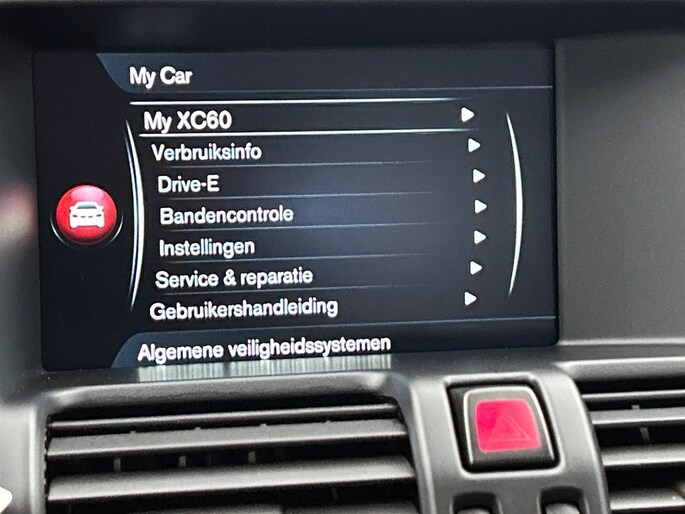 My Car
My XC60
Verbruiksinfo
Drive-E
Bandencontrole
Instellingen
Service & reparatie
Gebruikershandleiding
Algemene veiligheidssystemen